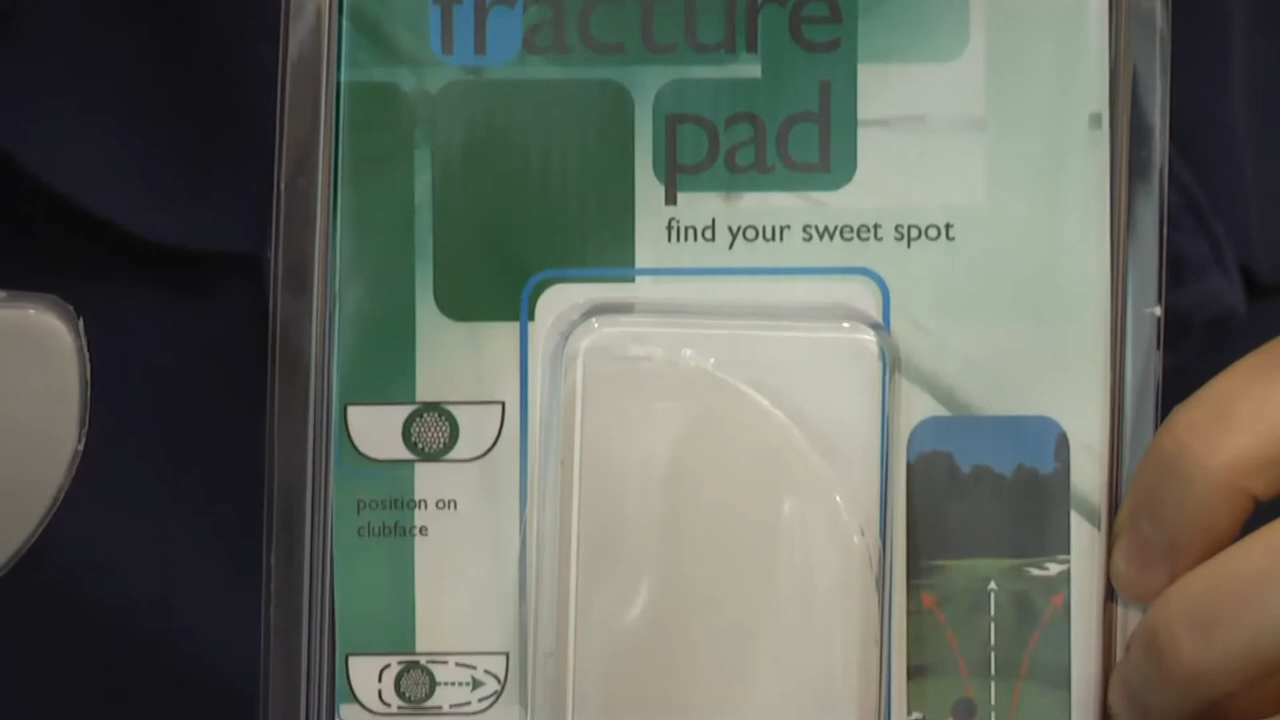 fracture
pad
find your sweet spot
position on
clubface